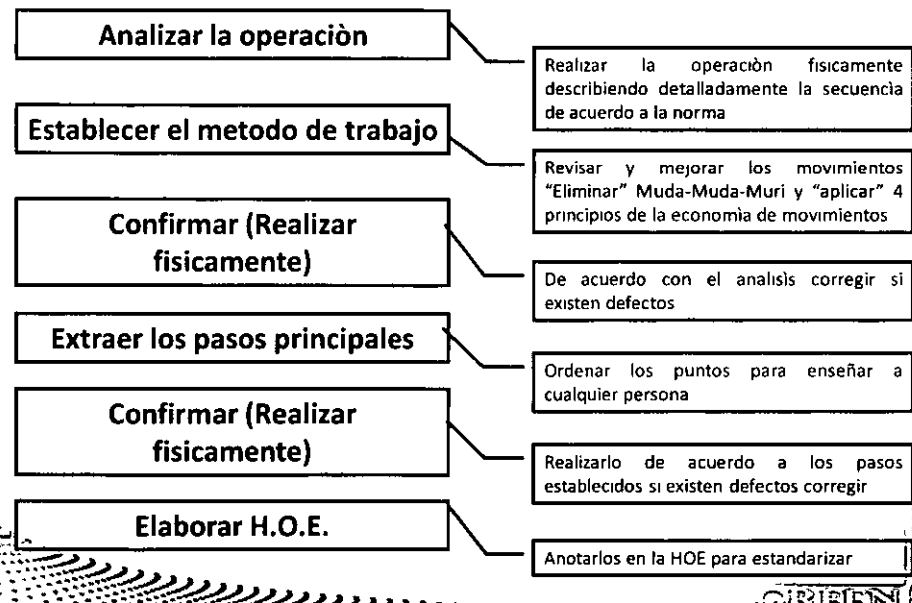 Analizar la operaciòn
Realizar la operaciòn fisicamente
describiendo detalladamente la secuencìa
de acuerdo a la norma
Establecer el metodo de trabajo
Revisar y mejorar los movimientos
"Eliminar" Muda-Muda-Muri y "aplicar" 4
principios de la economìa de movimientos
Confirmar (Realizar
fisicamente)
De acuerdo con el analisìs corregir si
existen defectos
Extraer los pasos principales
Ordenar los puntos para enseñar a
cualquier persona
Confirmar (Realizar
fisicamente)
Realizarlo de acuerdo a los pasos
establecidos si existen defectos corregir
Elaborar H.O.E.
Anotarlos en la HOE para estandarizar
GREEN